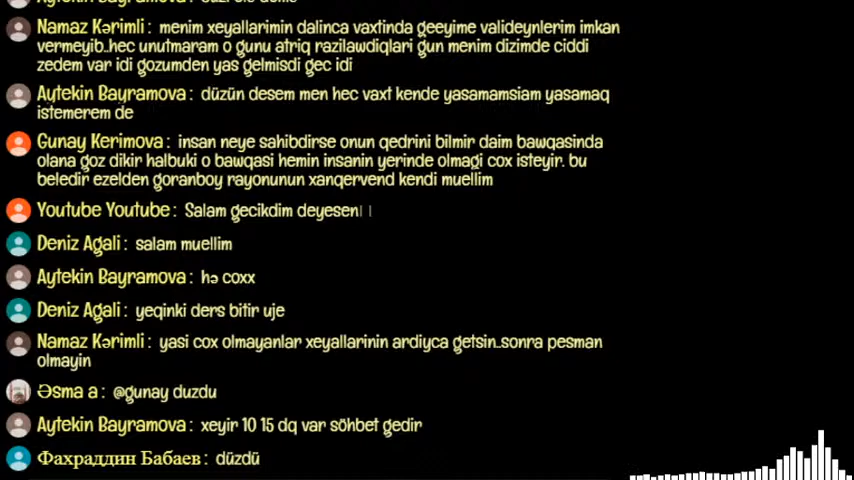 Namaz Kərimli : menim xeyallarimin dalinca vaxtinda geeyime valideynlerim imkan
vermeyib..hec unutmaram o gunu atriq razilawdiqlari gun menim dizimde ciddi
zedem var idi gozumden yas gelmisdi gec idi
Aytekin Bayramova : düzün desem men hec vaxt kende yasamamsiam yasamaq
istemerem de
Gunay Kerimova : insan neye sahibdirse onun qedrini bilmir daim bawqasinda
olana goz dikir halbuki o bawqasi hemin insanin yerinde olmagi cox isteyir. bu
beledir ezelden goranboy rayonunun xanqervend kendi muellim
Youtube Youtube : Salam gecikdim deyesen
Deniz Agali : salam muellim
Aytekin Bayramova : hə coxx
Deniz Agali : yeqinki ders bitir uje
Namaz Kərimli : yasi cox olmayanlar xeyallarinin ardiyca getsin..sonra pesman
olmayin
Əsma a : @gunay duzdu
Aytekin Bayramova : xeyir 10 15 dq var söhbet gedir
Фахраддин Бабаев : düzdü